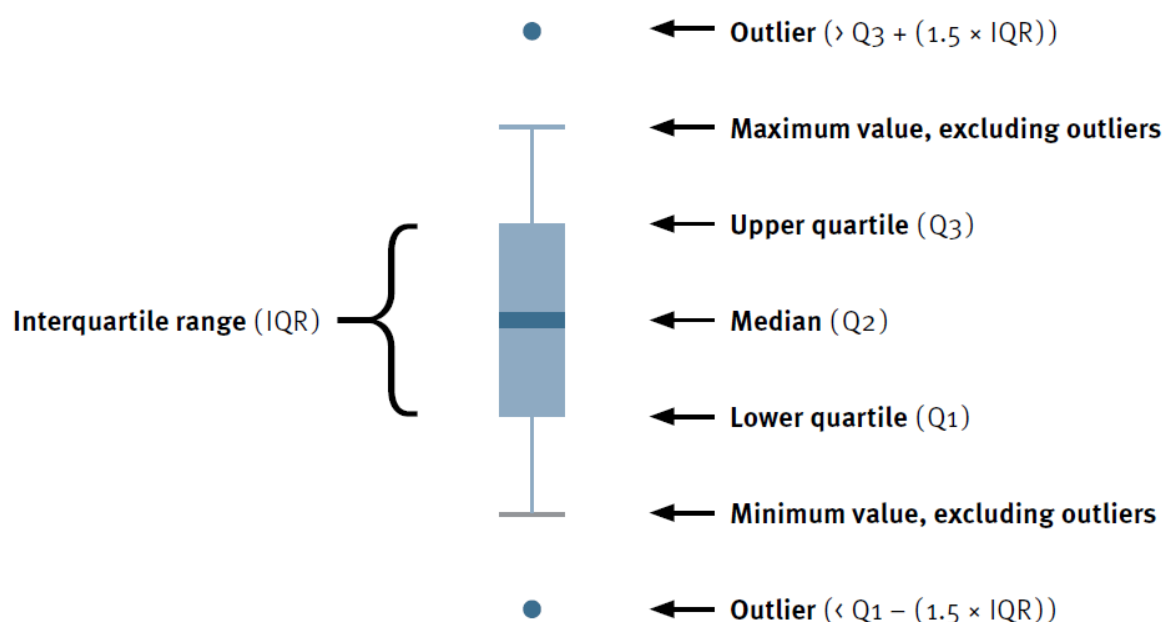 Outlier (> Q3 + (1.5 × IQR))
Maximum value, excluding outliers
Upper quartile (Q3)
Interquartile range (IQR)
Median (Q2)
Lower quartile (Q1)
Minimum value, excluding outliers
Outlier (< Q1 – (1.5 × IQR))